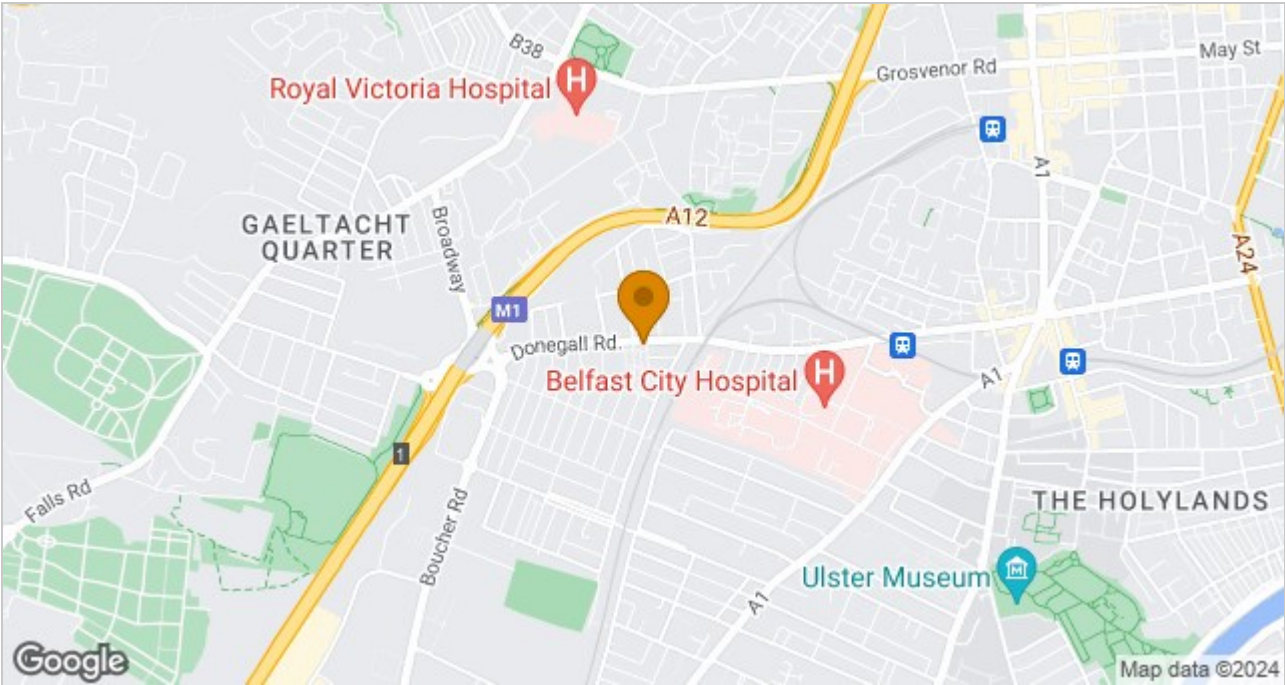 B38
May St
Grosvenor Rd
Royal Victoria Hospital
H
A1
GAELTACHT
QUARTER
Broadway
A12
A24
M1
Donegall Rd.
Belfast City Hospital
H
A1
1
Falls Rd
Boucher Rd
THE HOLYLANDS
Ulster Museum
M
A1
Google
Map data ©2024